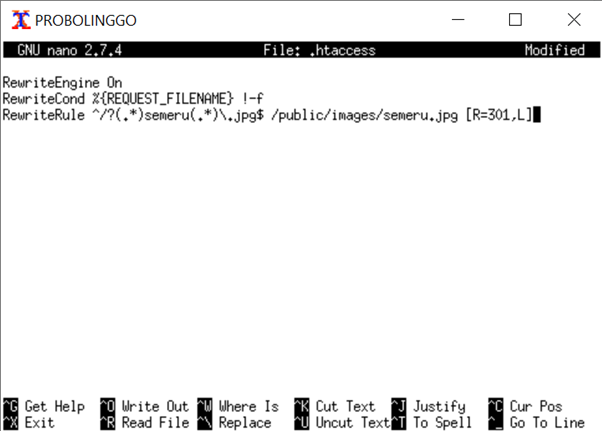 PROBOLINGGO
GNU nano 2.7.4 File: .htaccess Modified
RewriteEngine On
RewriteCond %{REQUEST_FILENAME} !-f
RewriteRule ^/?(.*)semeru(.*)\.jpg$ /public/images/semeru.jpg [R=301,L]
^G Get Help ^O Write Out ^W Where Is ^K Cut Text ^J Justify ^C Cur Pos
^X Exit ^R Read File ^\ Replace ^U Uncut Text ^T To Spell ^_ Go To Line